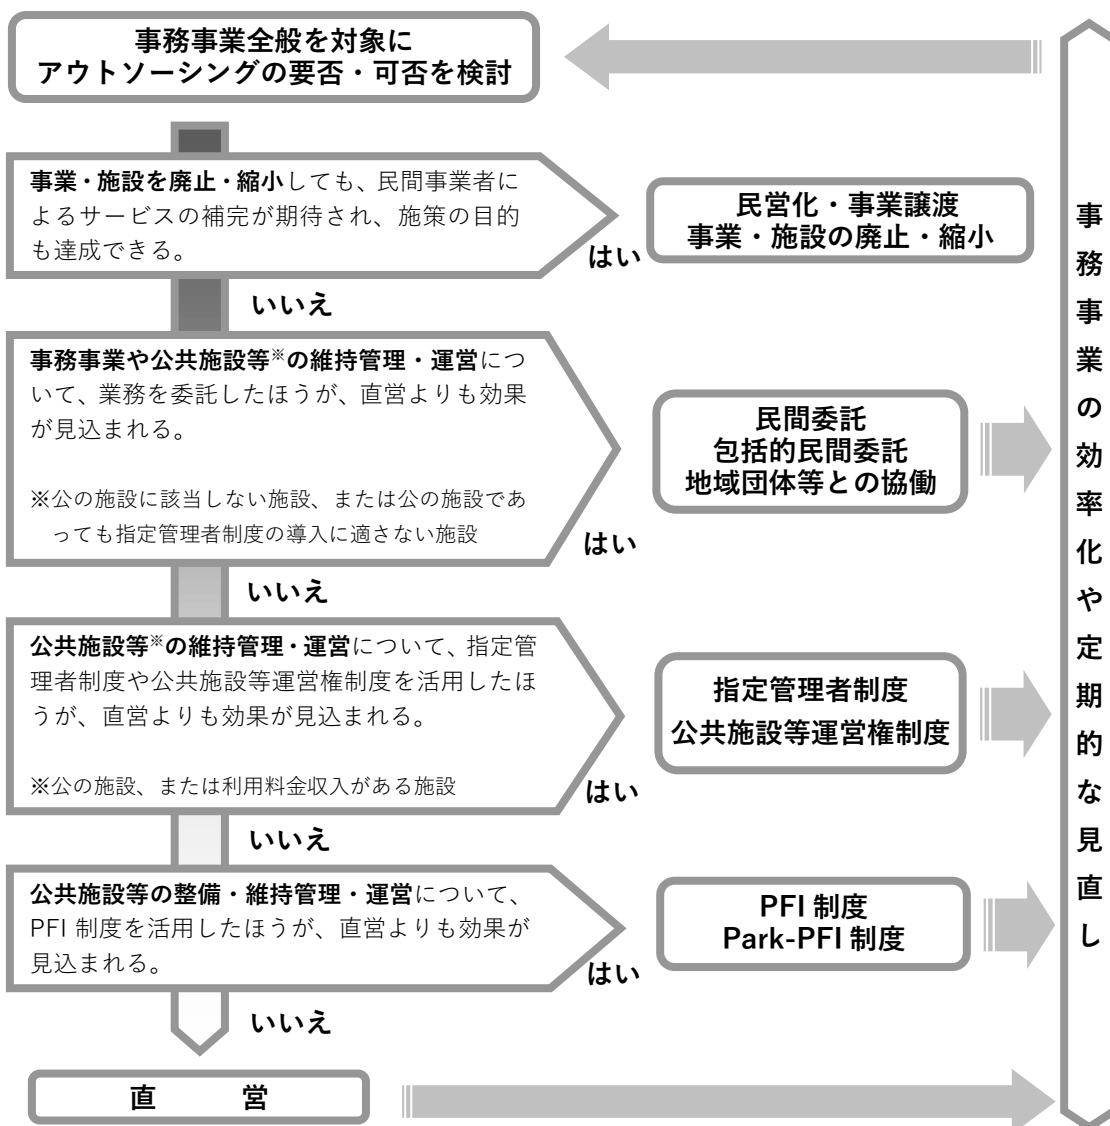 事務事業全般を対象に
アウトソーシングの要否・可否を検討
事業・施設を廃止・縮小しても、民間事業者に
よるサービスの補完が期待され、施策の目的
も達成できる。
はい
民営化・事業譲渡
事業・施設の廃止・縮小
いいえ
事務事業や公共施設等※の維持管理・運営につ
いて、業務を委託したほうが、直営よりも効果
が見込まれる。
※公の施設に該当しない施設、または公の施設であ
っても指定管理者制度の導入に適さない施設
はい
民間委託
包括的民間委託
地域団体等との協働
いいえ
公共施設等※の維持管理・運営について、指定管
理者制度や公共施設等運営権制度を活用したほ
うが、直営よりも効果が見込まれる。
※公の施設、または利用料金収入がある施設
はい
指定管理者制度
公共施設等運営権制度
いいえ
公共施設等の整備・維持管理・運営について、
PFI 制度を活用したほうが、直営よりも効果が
見込まれる。
はい
PFI 制度
Park-PFI 制度
いいえ
直　営
事務事業の効率化や定期的な見直し